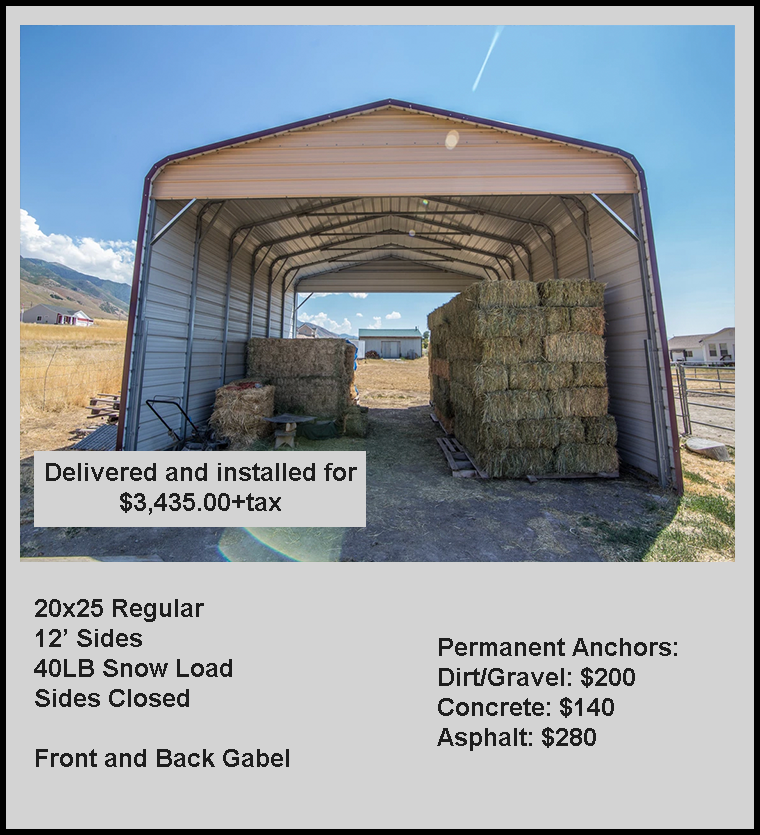 Delivered and installed for
$3,435.00+tax
20x25 Regular
12’ Sides
40LB Snow Load
Sides Closed
Front and Back Gabel
Permanent Anchors:
Dirt/Gravel: $200
Concrete: $140
Asphalt: $280